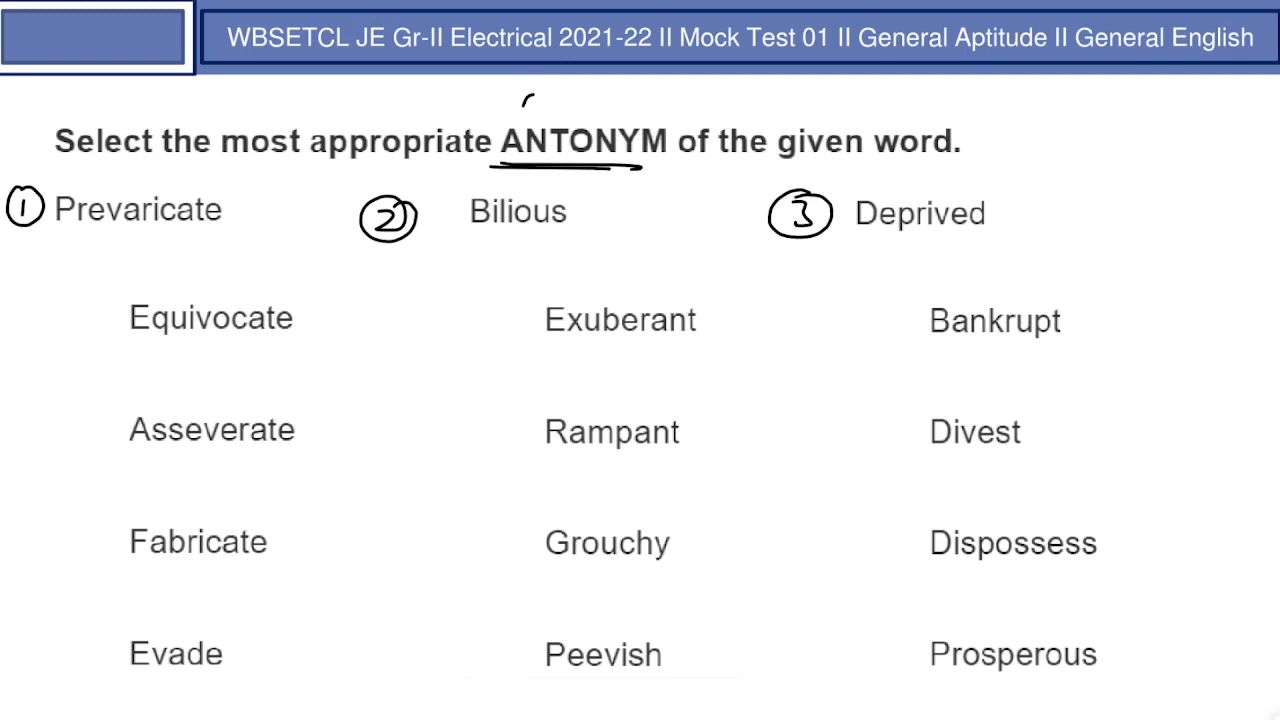 WBSETCL JE Gr-II Electrical 2021-22 II Mock Test 01 II General Aptitude II General English
Select the most appropriate ANTONYM of the given word.
1 Prevaricate 2 Bilious 3 Deprived
Equivocate Exuberant Bankrupt
Asseverate Rampant Divest
Fabricate Grouchy Dispossess
Evade Peevish Prosperous